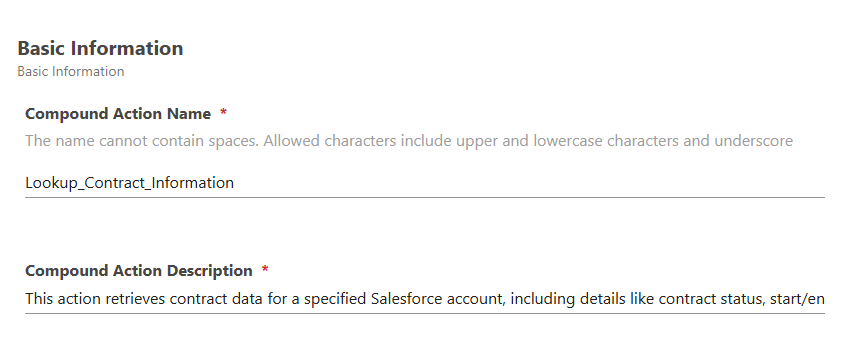 Basic Information
Basic Information
Compound Action Name *
The name cannot contain spaces. Allowed characters include upper and lowercase characters and underscore
Lookup_Contract_Information
Compound Action Description *
This action retrieves contract data for a specified Salesforce account, including details like contract status, start/en